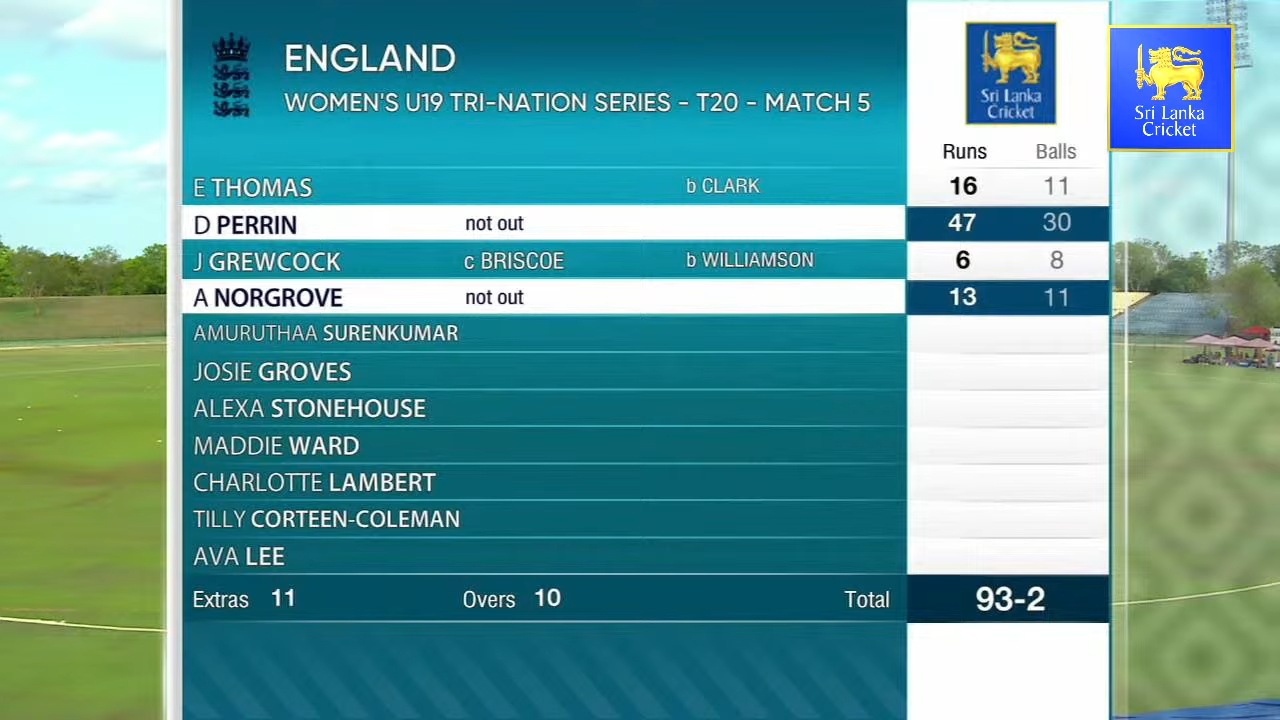 ENGLAND
WOMEN'S U19 TRI-NATION SERIES - T20 - MATCH 5
Sri Lanka
Cricket
Sri Lanka
Cricket
Runs Balls
E THOMAS b CLARK 16 11
D PERRIN not out 47 30
J GREWCOCK c BRISCOE b WILLIAMSON 6 8
A NORGROVE not out 13 11
AMURUTHAA SURENKUMAR
JOSIE GROVES
ALEXA STONEHOUSE
MADDIE WARD
CHARLOTTE LAMBERT
TILLY CORTEEN-COLEMAN
AVA LEE
Extras 11 Overs 10 Total 93-2